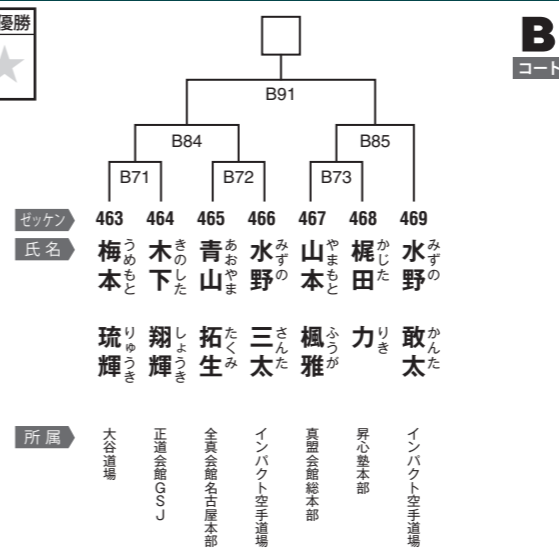 優勝
B
コート
B91
B84
B85
B71
B72
B73
ゼッケン 463 464 465 466 467 468 469
氏名
梅本 琉輝
うめもと りゅうき
木下 翔輝
きのした しょうき
青山 拓生
あおやま たくみ
水野 三太
みずの さんた
山本 楓雅
やまもと ふうが
梶田 力
かじた りき
水野 敢太
みずの かんた
所属
大谷道場
正道会館GSJ
全真会館名古屋本部
インパクト空手道場
真盟会館総本部
昇心塾本部
インパクト空手道場